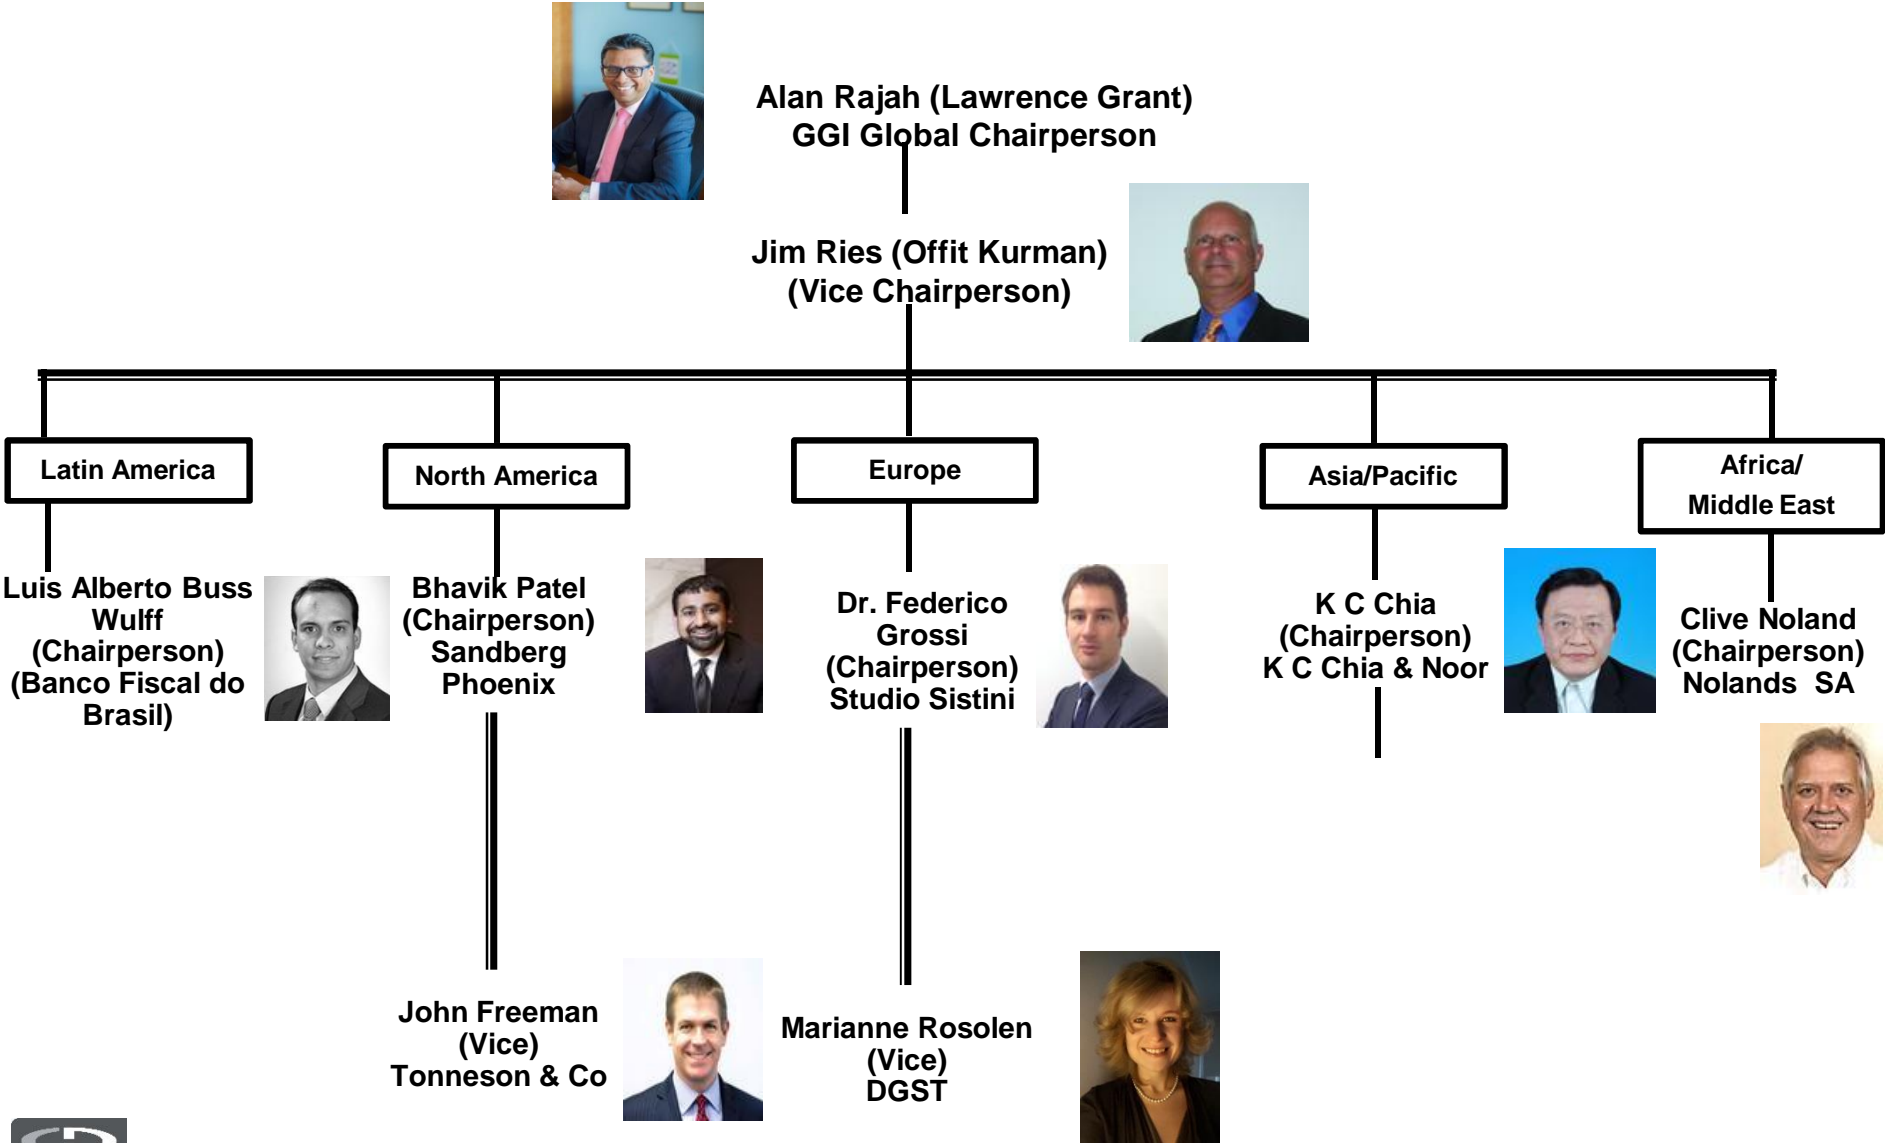 Alan Rajah (Lawrence Grant)
GGI Global Chairperson
Jim Ries (Offit Kurman)
(Vice Chairperson)
Latin America
North America
Europe
Asia/Pacific
Africa/
Middle East
Luis Alberto Buss
Wulff
(Chairperson)
(Banco Fiscal do
Brasil)
Bhavik Patel
(Chairperson)
Sandberg
Phoenix
Dr. Federico
Grossi
(Chairperson)
Studio Sistini
K C Chia
(Chairperson)
K C Chia & Noor
Clive Noland
(Chairperson)
Nolands SA
John Freeman
(Vice)
Tonneson & Co
Marianne Rosolen
(Vice)
DGST